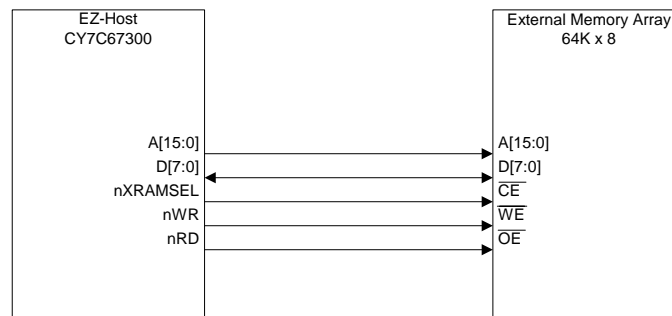 EZ-Host
CY7C67300
External Memory Array
64K x 8
A[15:0] A[15:0]
D[7:0] D[7:0]
nXRAMSEL CE
nWR WE
nRD OE